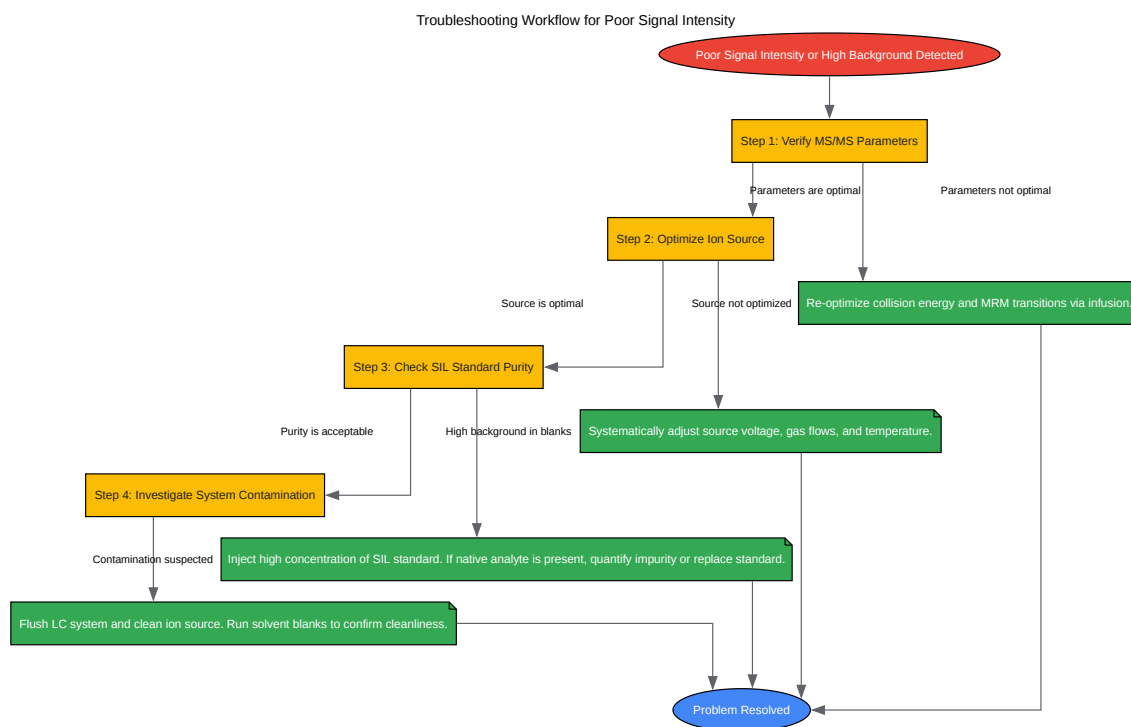 Troubleshooting Workflow for Poor Signal Intensity
Poor Signal Intensity or High Background Detected
Step 1: Verify MS/MS Parameters
Parameters are optimal
Parameters not optimal
Step 2: Optimize Ion Source
Re-optimize collision energy and MRM transitions via infusion.
Source is optimal
Source not optimized
Step 3: Check SIL Standard Purity
Systematically adjust source voltage, gas flows, and temperature.
Purity is acceptable
High background in blanks
Step 4: Investigate System Contamination
Inject high concentration of SIL standard. If native analyte is present, quantify impurity or replace standard.
Contamination suspected
Flush LC system and clean ion source. Run solvent blanks to confirm cleanliness.
Problem Resolved